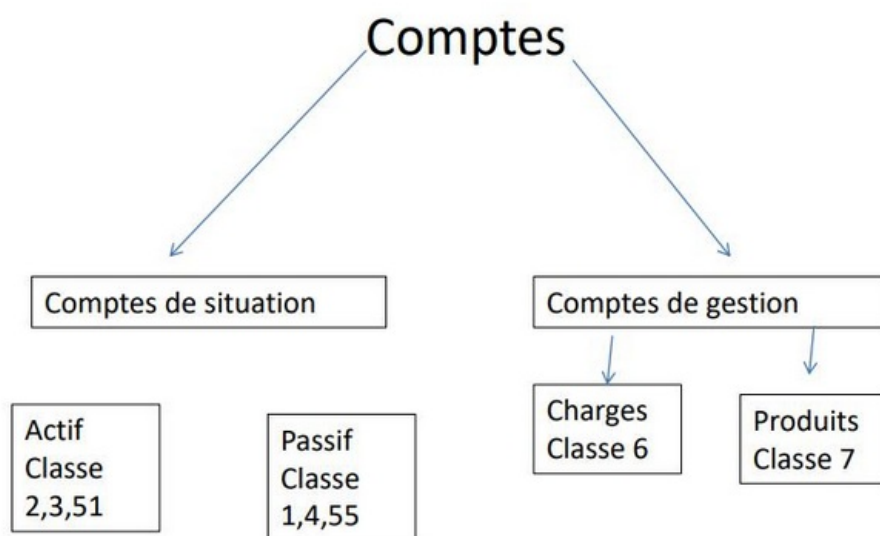 Comptes
Comptes de situation
Comptes de gestion
Actif
Classe
2,3,51
Passif
Classe
1,4,55
Charges
Classe 6
Produits
Classe 7